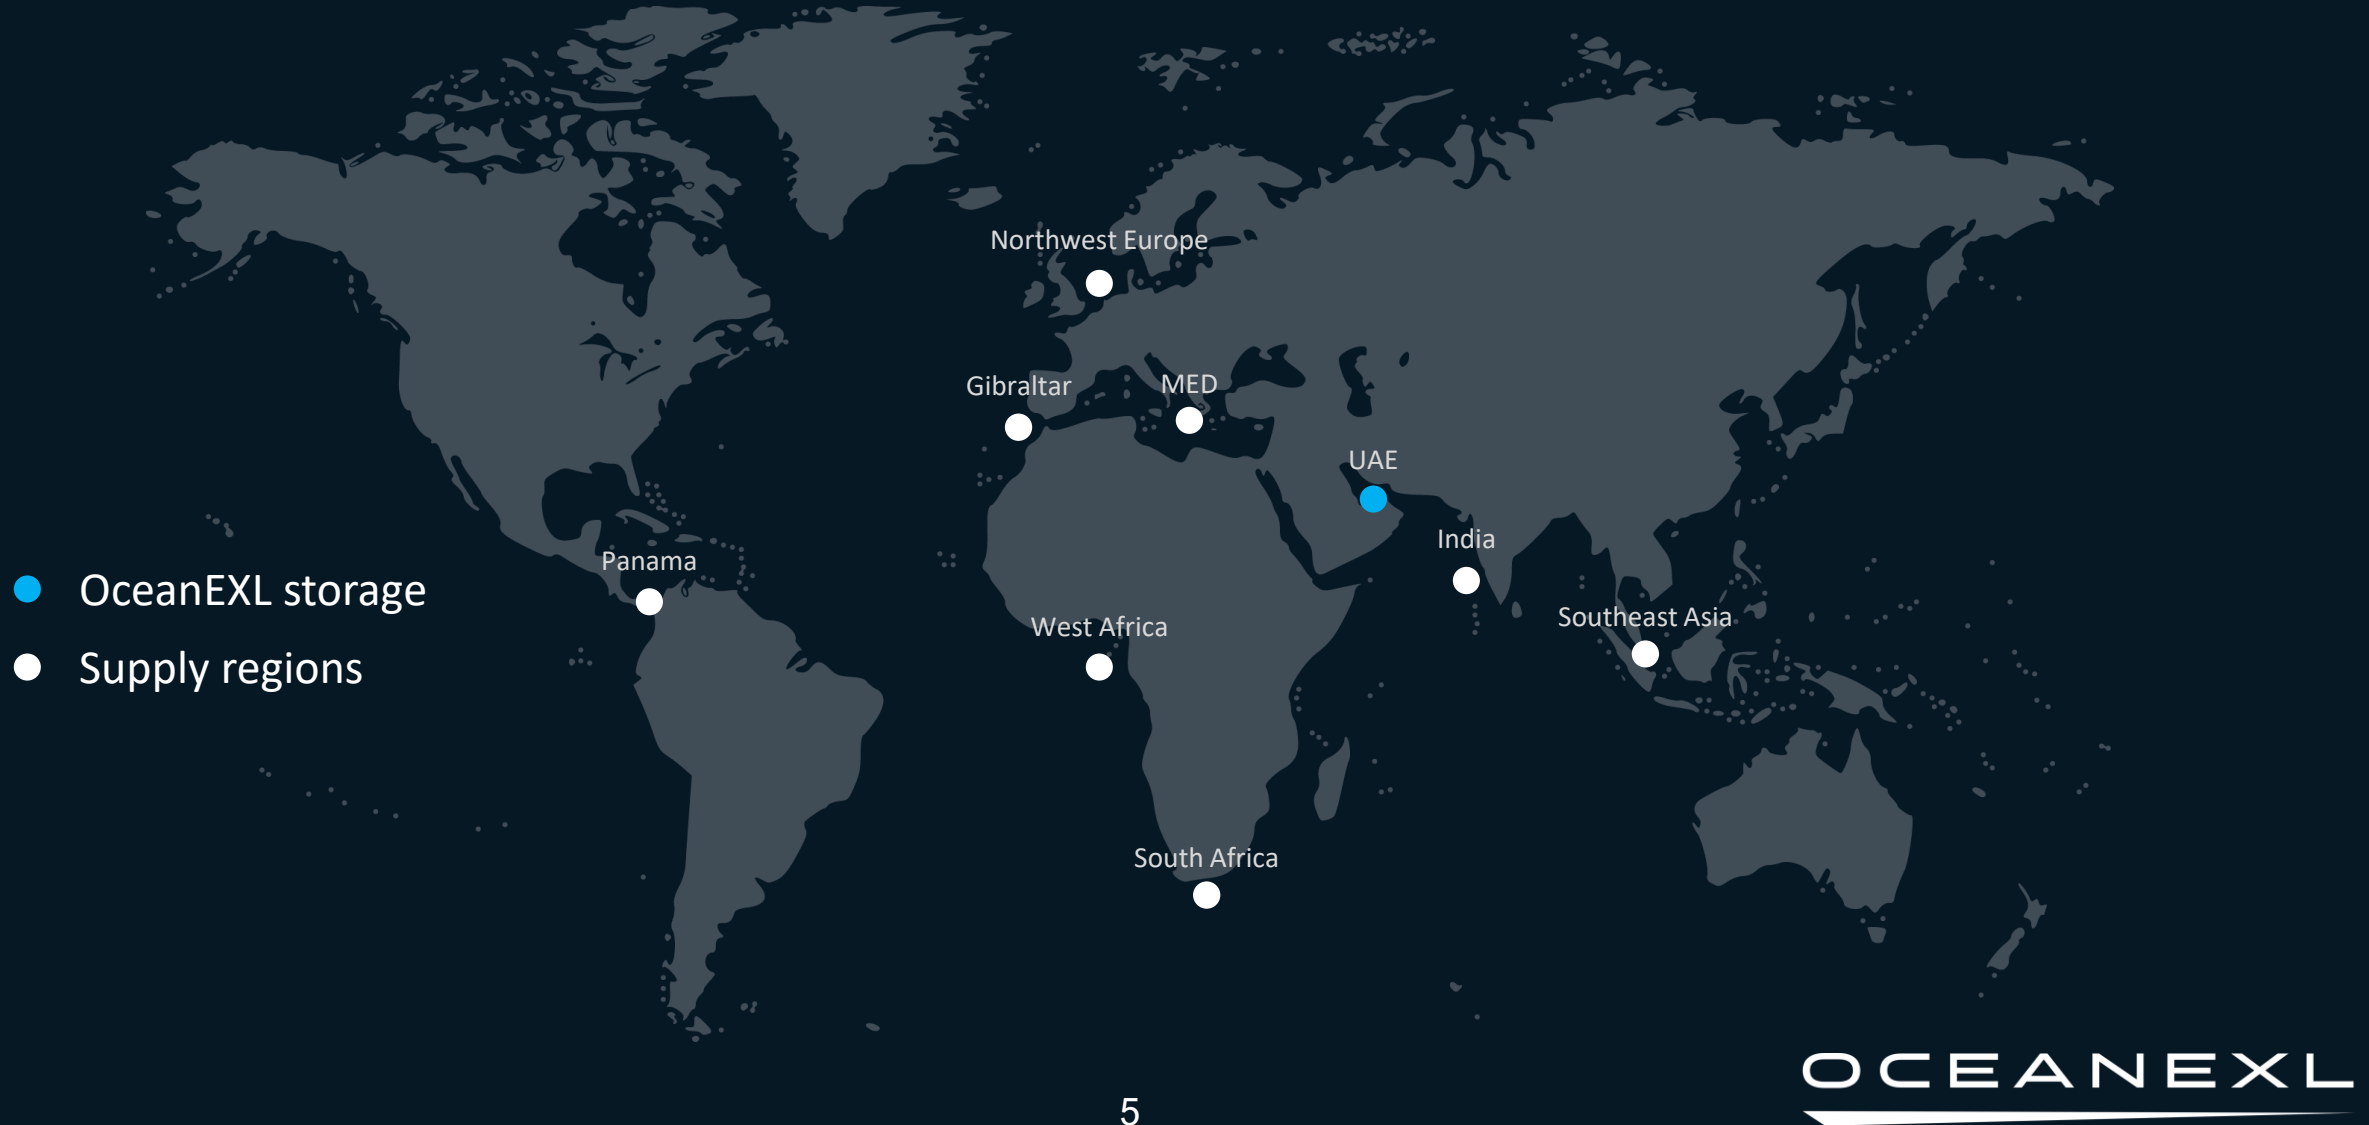 Northwest Europe
Gibraltar
MED
UAE
India
Panama
OceanEXL storage
Southeast Asia
West Africa
Supply regions
South Africa
OCEANEXL
5